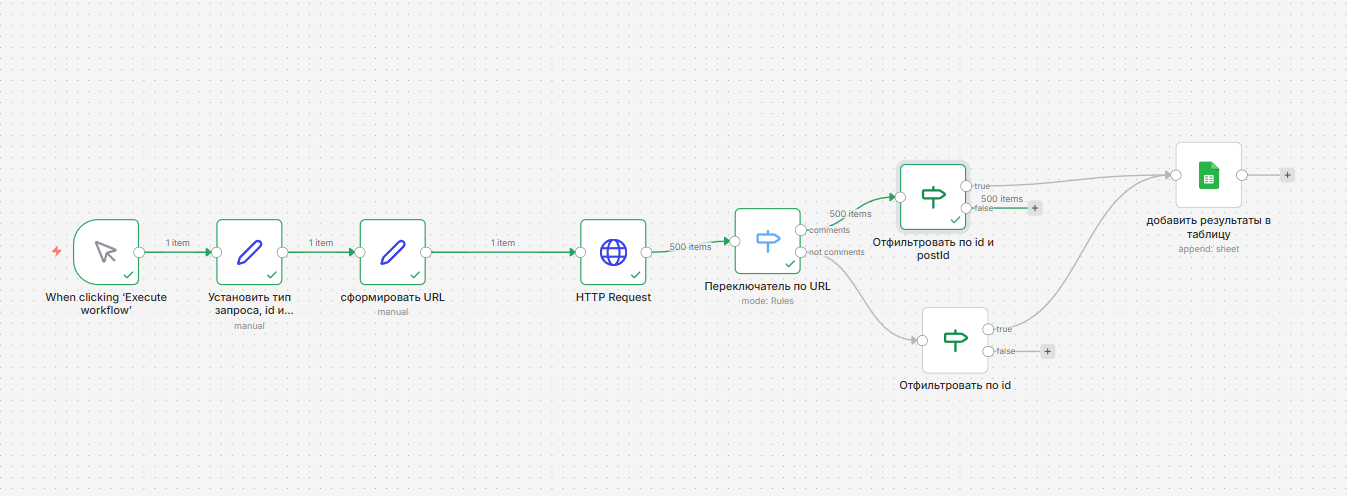 1 item
1 item
1 item
500 items
500 items
500 items
When clicking ‘Execute
workflow’
Установить тип
запроса, id и...
manual
сформировать URL
manual
HTTP Request
Переключатель по URL
mode: Rules
comments
not comments
true
false
Отфильтровать по id и
postId
true
false
Отфильтровать по id
добавить результаты в
таблицу
append: sheet